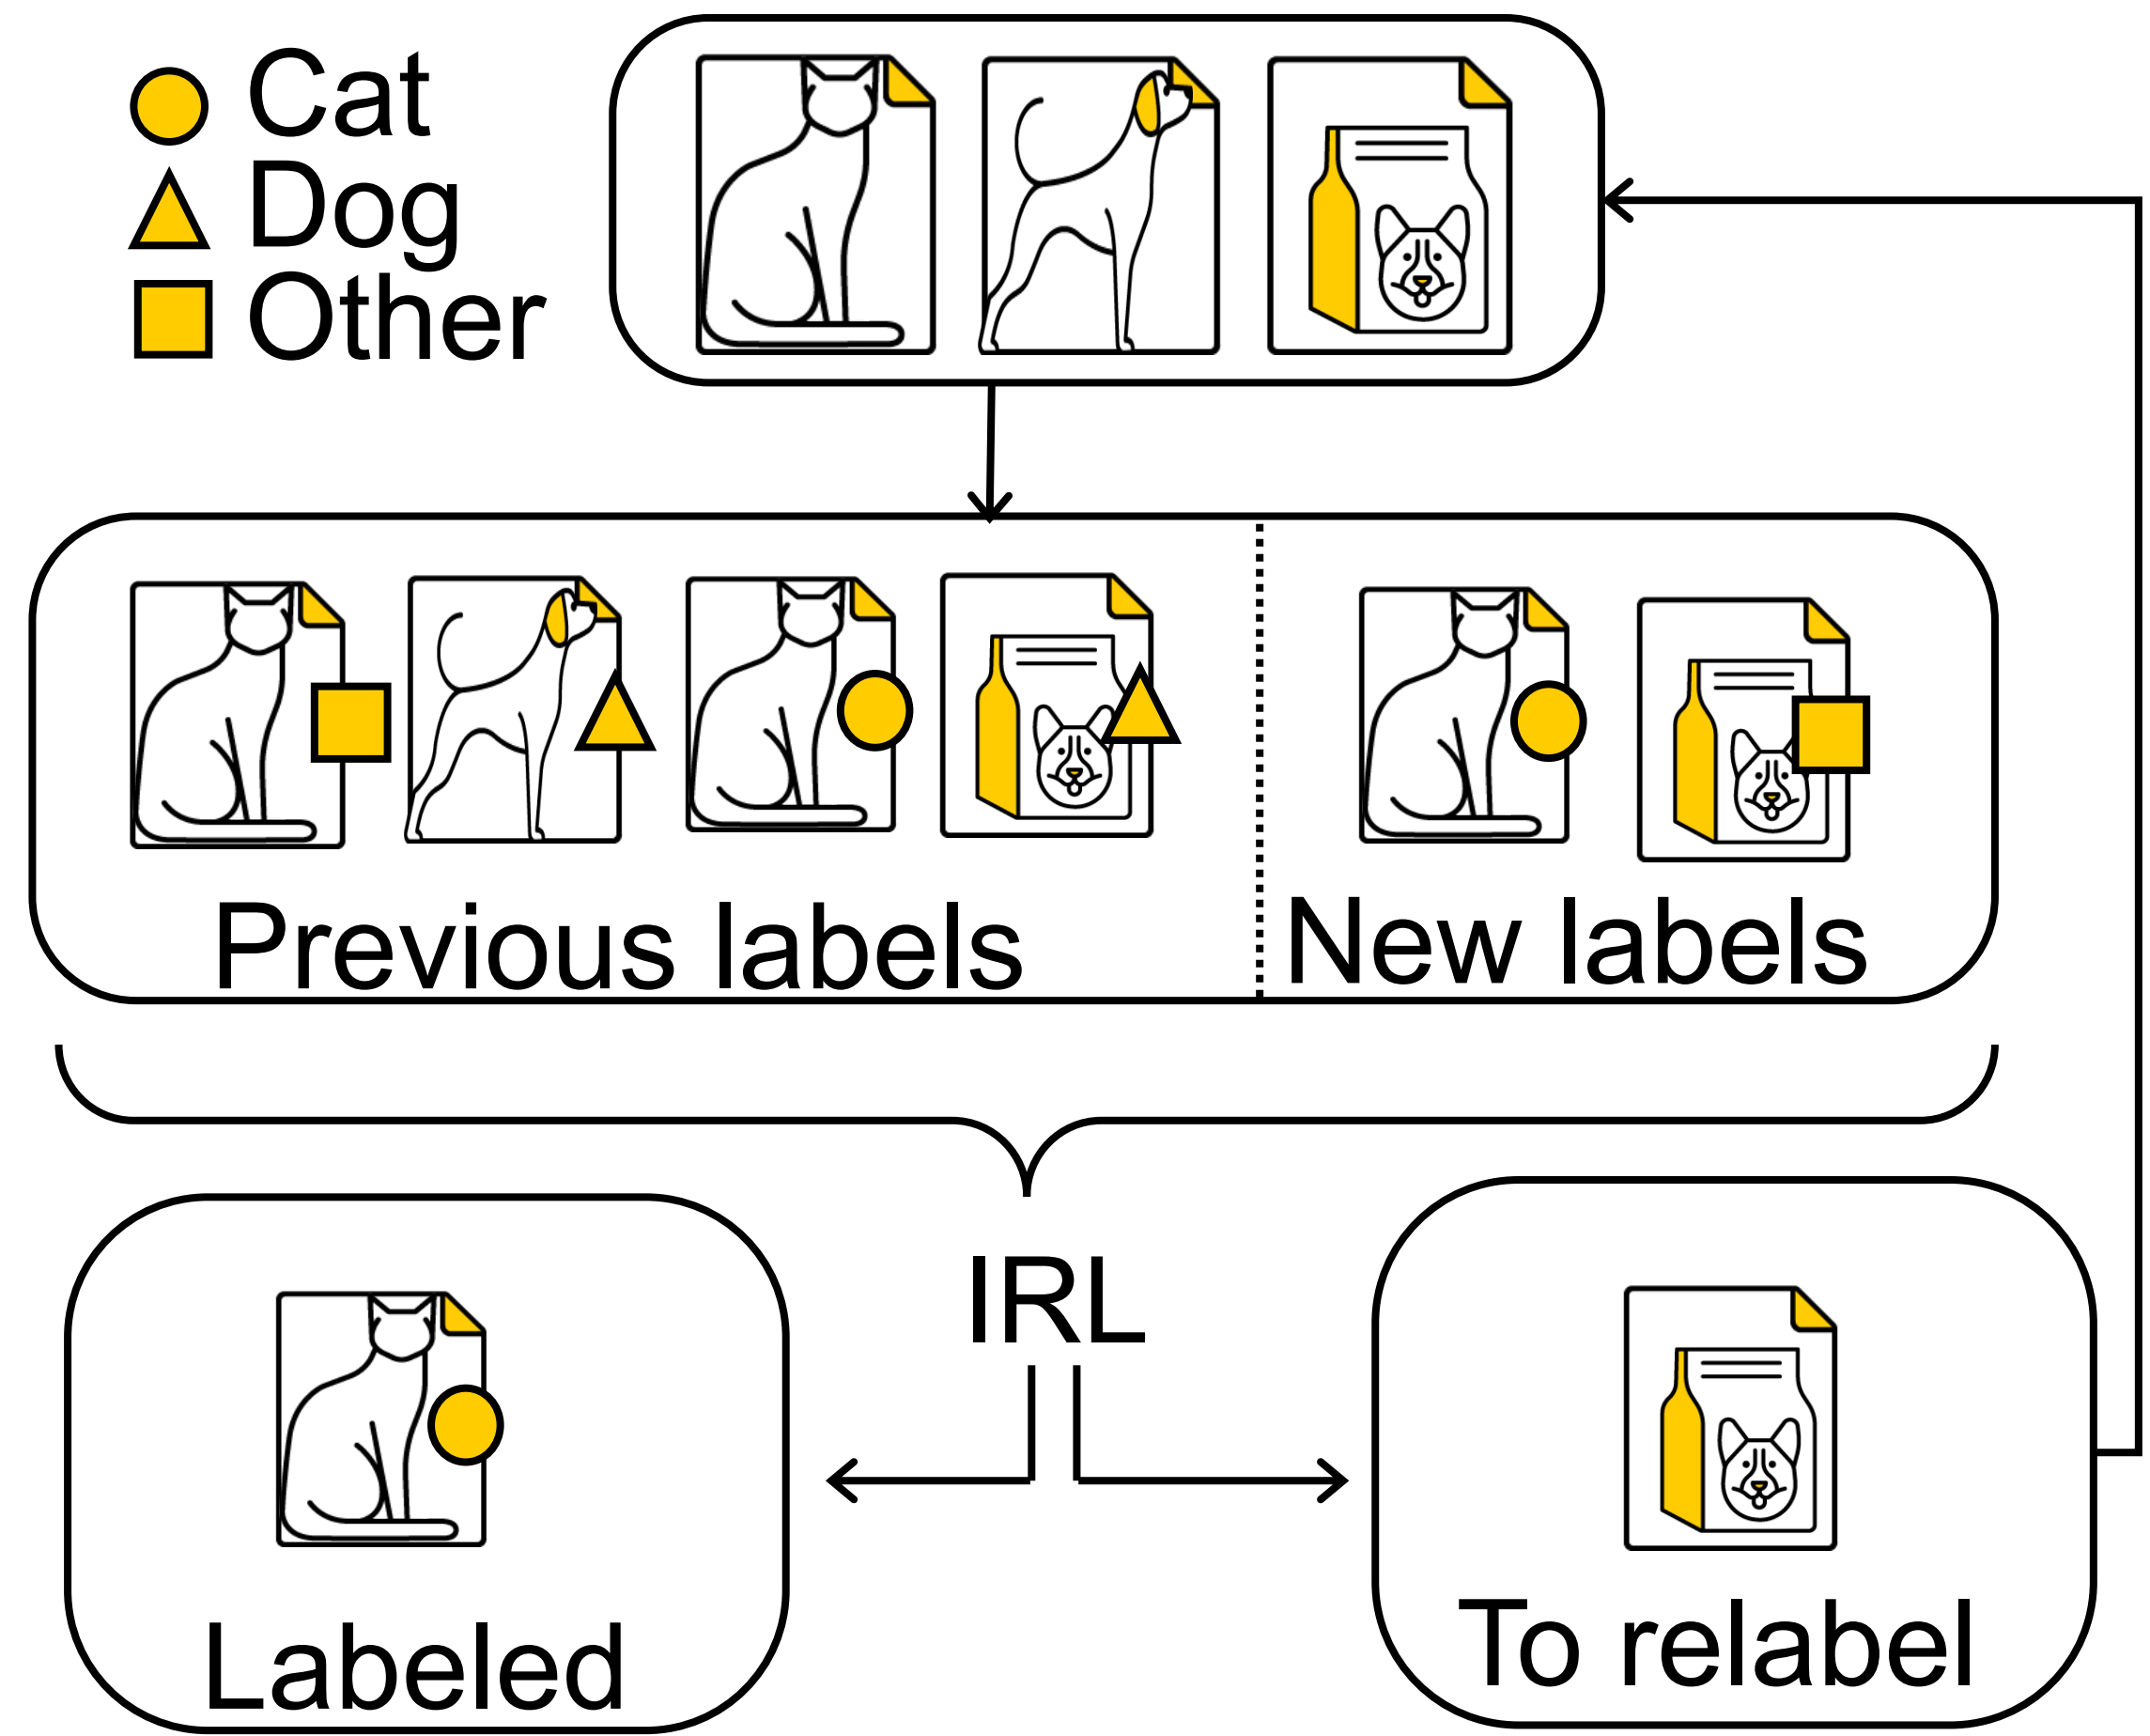 Cat
Dog
Other
Previous labels
New labels
IRL
Labeled
To relabel